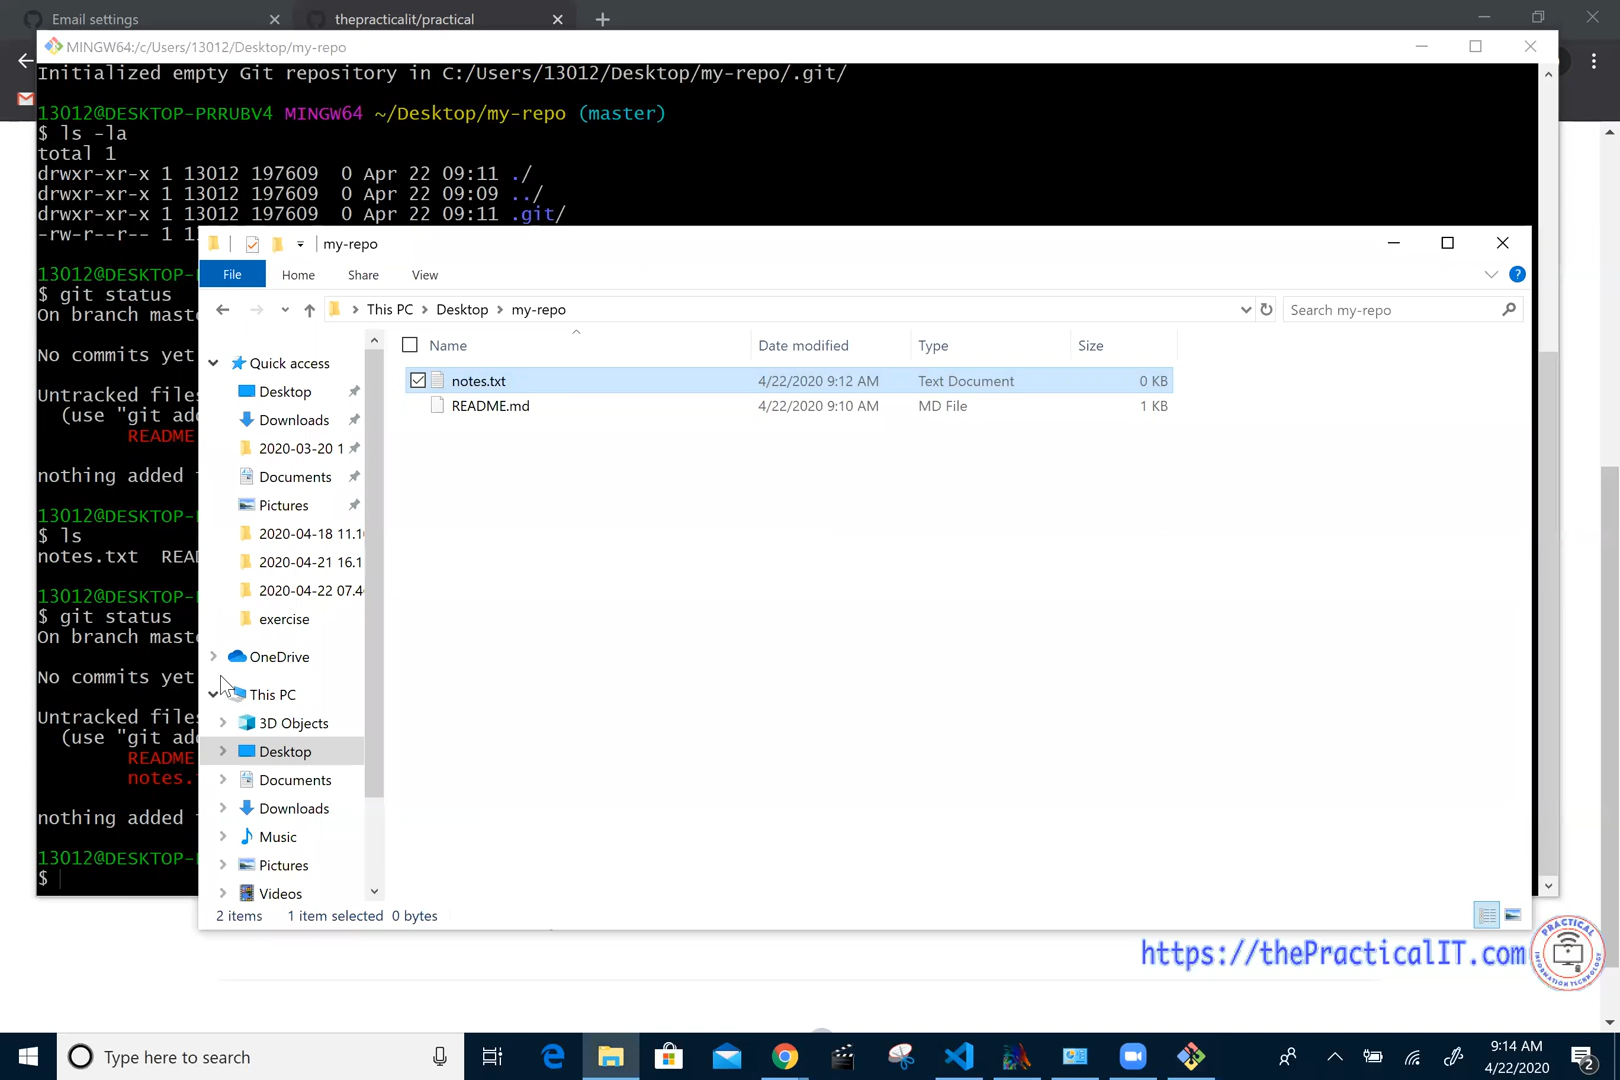 Email settings
thepracticalit/practical
MINGW64:/c/Users/13012/Desktop/my-repo
Initialized empty Git repository in C:/Users/13012/Desktop/my-repo/.git/
13012@DESKTOP-PRRUBV4 MINGW64 ~/Desktop/my-repo (master)
$ ls -la
total 1
drwxr-xr-x 1 13012 197609 0 Apr 22 09:11 ./
drwxr-xr-x 1 13012 197609 0 Apr 22 09:09 ../
drwxr-xr-x 1 13012 197609 0 Apr 22 09:11 .git/
-rw-r--r-- 1 1
13012@DESKTOP-
$ git status
On branch mast
No commits yet
Untracked files
(use "git ad
README
nothing added
13012@DESKTOP-
$ ls
notes.txt READ
13012@DESKTOP-
$ git status
On branch mast
No commits yet
Untracked files
(use "git ad
README
notes.
nothing added
13012@DESKTOP-
$
my-repo
File Home Share View
This PC > Desktop > my-repo
Search my-repo
Name Date modified Type Size
notes.txt 4/22/2020 9:12 AM Text Document 0 KB
README.md 4/22/2020 9:10 AM MD File 1 KB
Quick access
Desktop
Downloads
2020-03-20 1
Documents
Pictures
2020-04-18 11.1
2020-04-21 16.1
2020-04-22 07.4
exercise
OneDrive
This PC
3D Objects
Desktop
Documents
Downloads
Music
Pictures
Videos
2 items 1 item selected 0 bytes
https://thePracticalIT.com
PRACTICAL
INFORMATION TECHNOLOGY
Type here to search
9:14 AM
4/22/2020
2